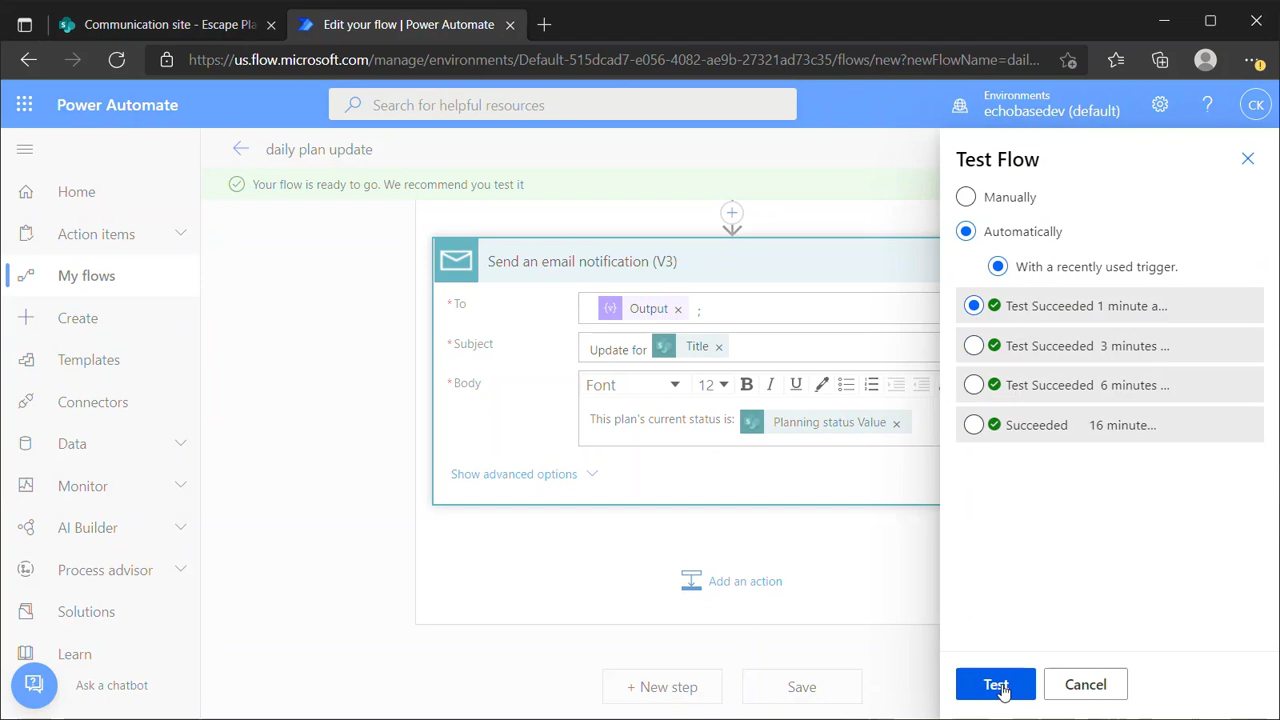 Communication site - Escape Pla
Edit your flow | Power Automate
https://us.flow.microsoft.com/manage/environments/Default-515dcad7-e056-4082-ae9b-27321ad73c35/flows/new?newFlowName=dail...
Power Automate
Search for helpful resources
Environments
echobasedev (default)
CK
Home
Action items
My flows
Create
Templates
Connectors
Data
Monitor
AI Builder
Process advisor
Solutions
Learn
Ask a chatbot
daily plan update
Your flow is ready to go. We recommend you test it
Send an email notification (V3)
* To
{v} Output × ;
* Subject
Update for Title ×
* Body
Font 12 B I U
This plan's current status is: Planning status Value ×
Show advanced options
Add an action
+ New step
Save
Test Flow
Manually
Automatically
With a recently used trigger.
Test Succeeded 1 minute a...
Test Succeeded 3 minutes ...
Test Succeeded 6 minutes ...
Succeeded 16 minute...
Test
Cancel